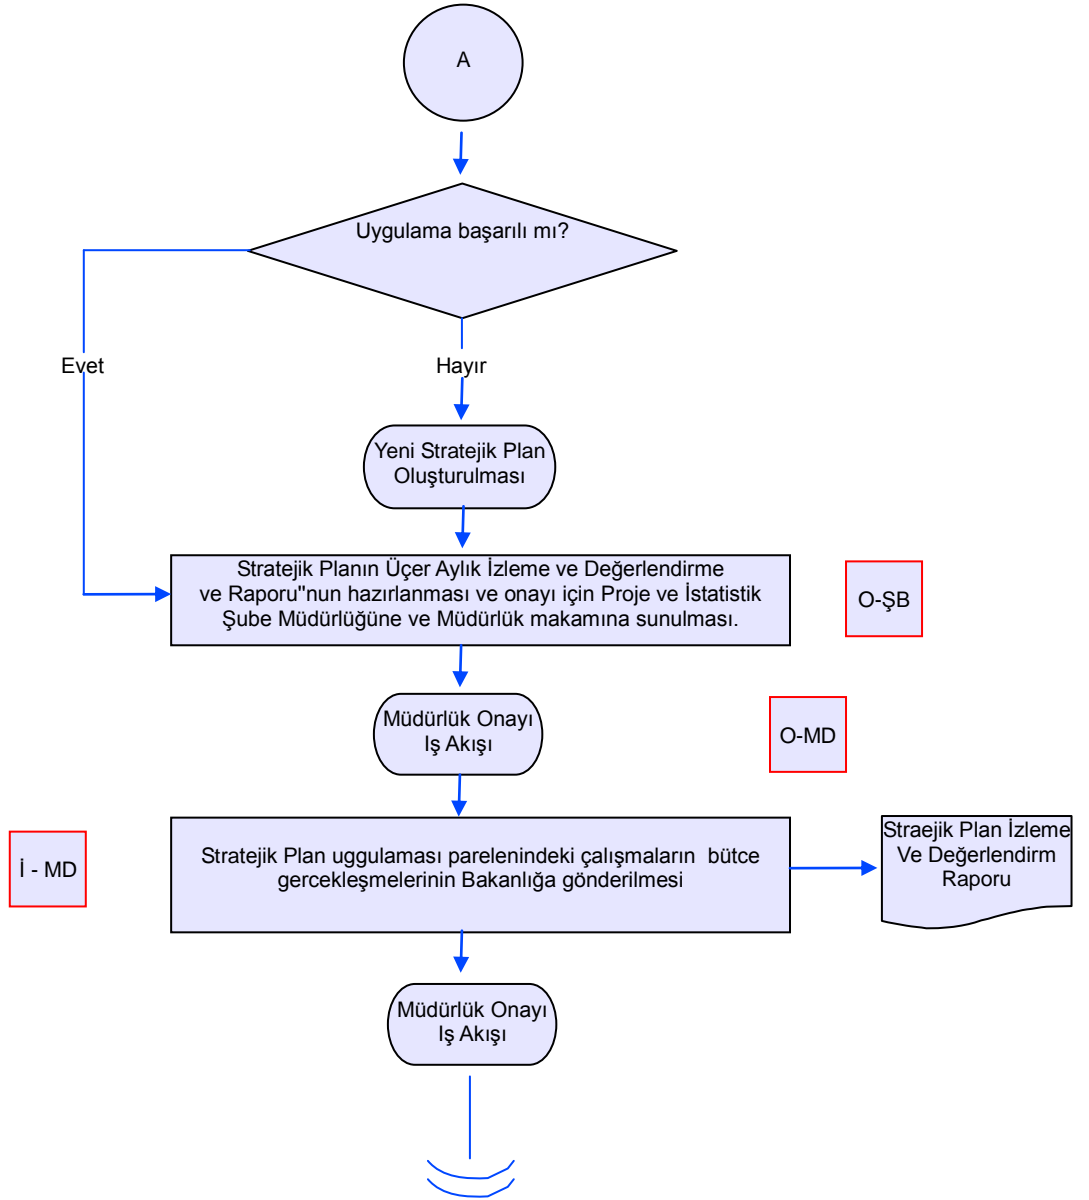 A
Uygulama başarılı mı?
Evet
Hayır
Yeni Stratejik Plan
Oluşturulması
Stratejik Planın Üçer Aylık İzleme ve Değerlendirme
ve Raporu"nun hazırlanması ve onayı için Proje ve İstatistik
Şube Müdürlüğüne ve Müdürlük makamına sunulması.
O-ŞB
Müdürlük Onayı
Iş Akışı
O-MD
İ - MD
Stratejik Plan uggulaması parelenindeki çalışmaların bütce
gercekleşmelerinin Bakanlığa gönderilmesi
Straejik Plan İzleme
Ve Değerlendirm
Raporu
Müdürlük Onayı
Iş Akışı